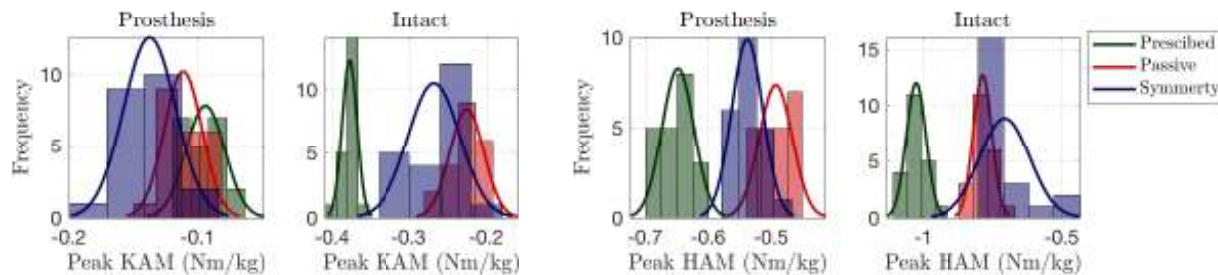 Prosthesis
Intact
Prosthesis
Intact
Prescibed
Passive
Symmerty
Frequency
10
5
0
-0.2
-0.1
Peak KAM (Nm/kg)
10
5
0
-0.4
-0.3
-0.2
Peak KAM (Nm/kg)
Frequency
10
5
0
-0.7
-0.6
-0.5
Peak HAM (Nm/kg)
15
10
5
0
-1
-0.5
Peak HAM (Nm/kg)